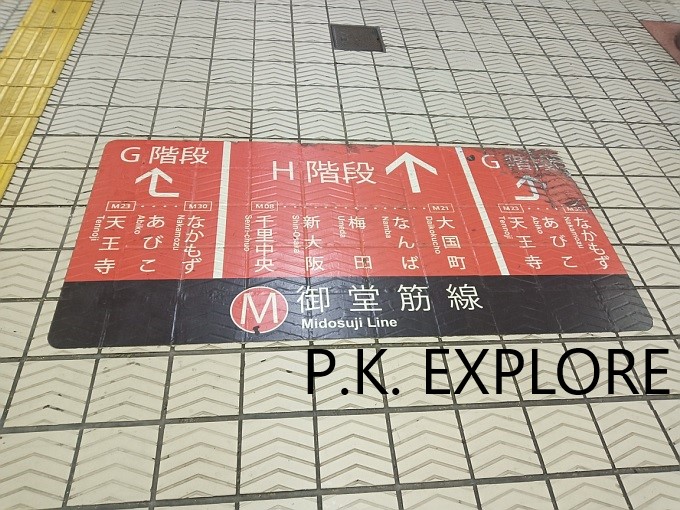 G 階段
M23 M30
天王寺 Tennoji
あびこ Abiko
なかもず Nakamozu
H 階段
M08 M21
千里中央 Senri-chuo
新大阪 Shin-Osaka
梅田 Umeda
なんば Namba
大国町 Daikokucho
G 階段
M23
天王寺 Tennoji
あびこ Abiko
なかもず Nakamozu
M 御堂筋線
Midosuji Line
P.K. EXPLORE